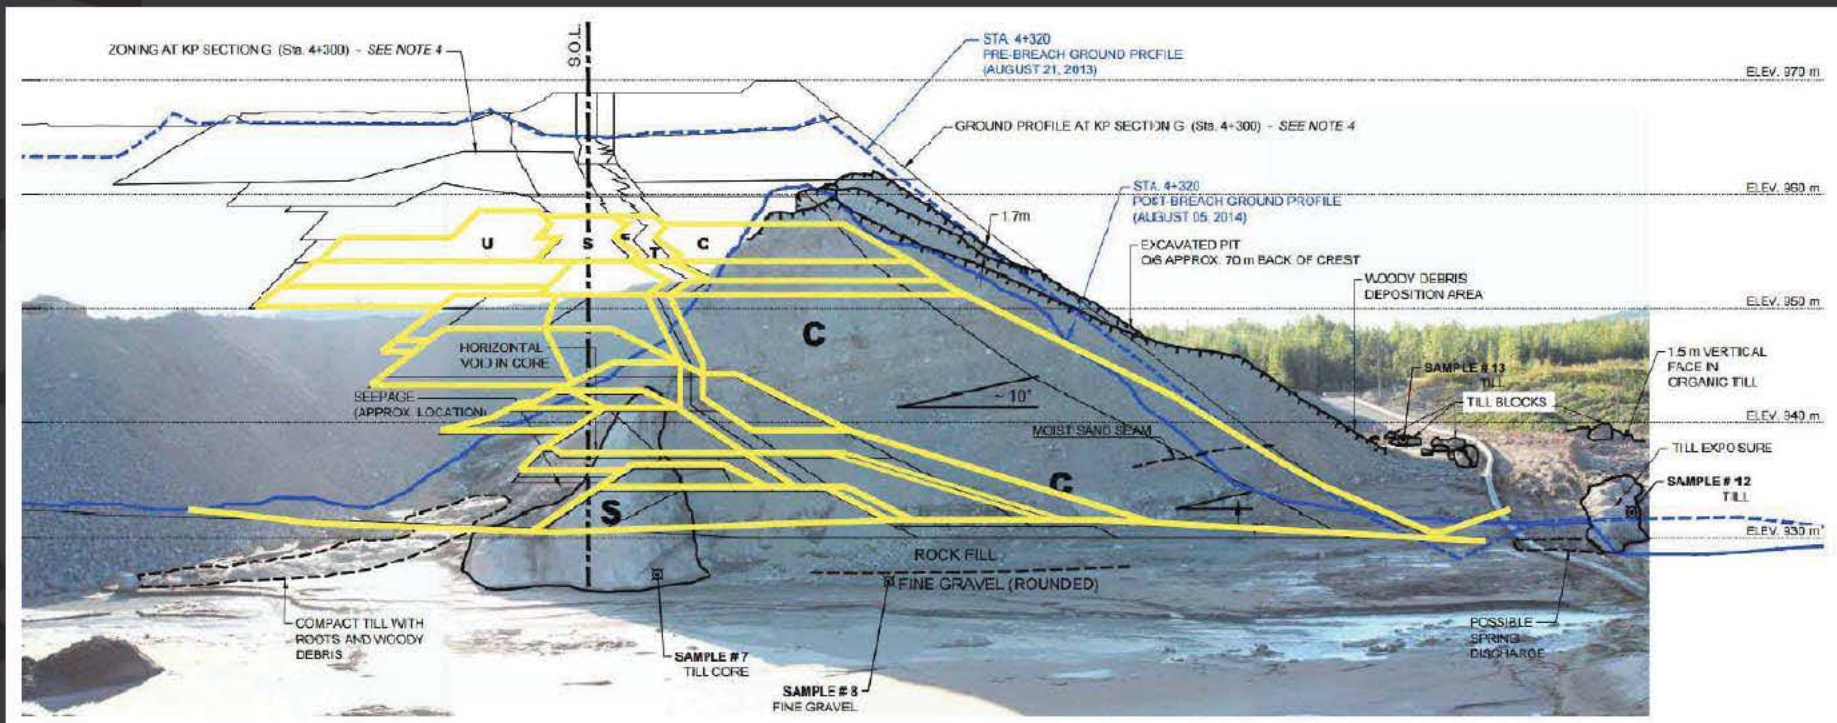 S.O.L.
ZONING AT KP SECTION G (Sta. 4+300) - SEE NOTE 4
STA. 4+320
PRE-BREACH GROUND PROFILE
(AUGUST 21, 2013)
ELEV. 970 m
GROUND PROFILE AT KP SECTION G (Sta. 4+300) - SEE NOTE 4
ELEV. 960 m
STA. 4+320
POST-BREACH GROUND PROFILE
(AUGUST 05, 2014)
1.7m
U
S
F
T
C
EXCAVATED PIT
O/S APPROX. 70 m BACK OF CREST
WOODY DEBRIS
DEPOSITION AREA
ELEV. 950 m
C
HORIZONTAL
VOID IN CORE
SEEPAGE
(APPROX. LOCATION)
~ 10°
SAMPLE # 13
TILL
TILL BLOCKS
1.5 m VERTICAL
FACE IN
ORGANIC TILL
ELEV. 940 m
MOIST SAND SEAM
TILL EXPOSURE
SAMPLE # 12
TILL
C
S
ELEV. 930 m
ROCK FILL
FINE GRAVEL (ROUNDED)
COMPACT TILL WITH
ROOTS AND WOODY
DEBRIS
SAMPLE # 7
TILL CORE
SAMPLE # 8
FINE GRAVEL
POSSIBLE
SPRING
DISCHARGE